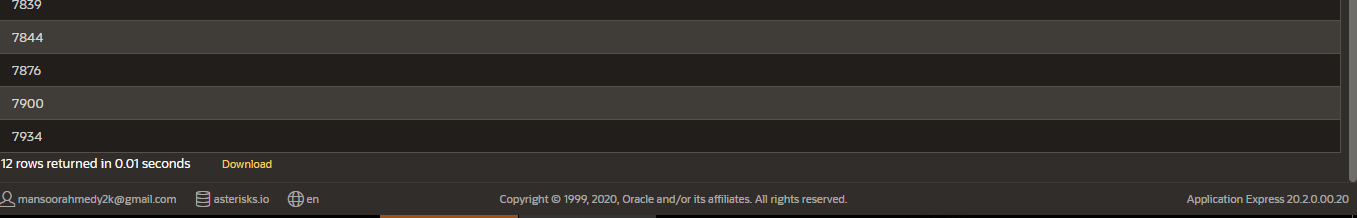 7839
7844
7876
7900
7934
12 rows returned in 0.01 seconds Download
mansoorahmedy2k@gmail.com asterisks.io en Copyright © 1999, 2020, Oracle and/or its affiliates. All rights reserved. Application Express 20.2.0.00.20